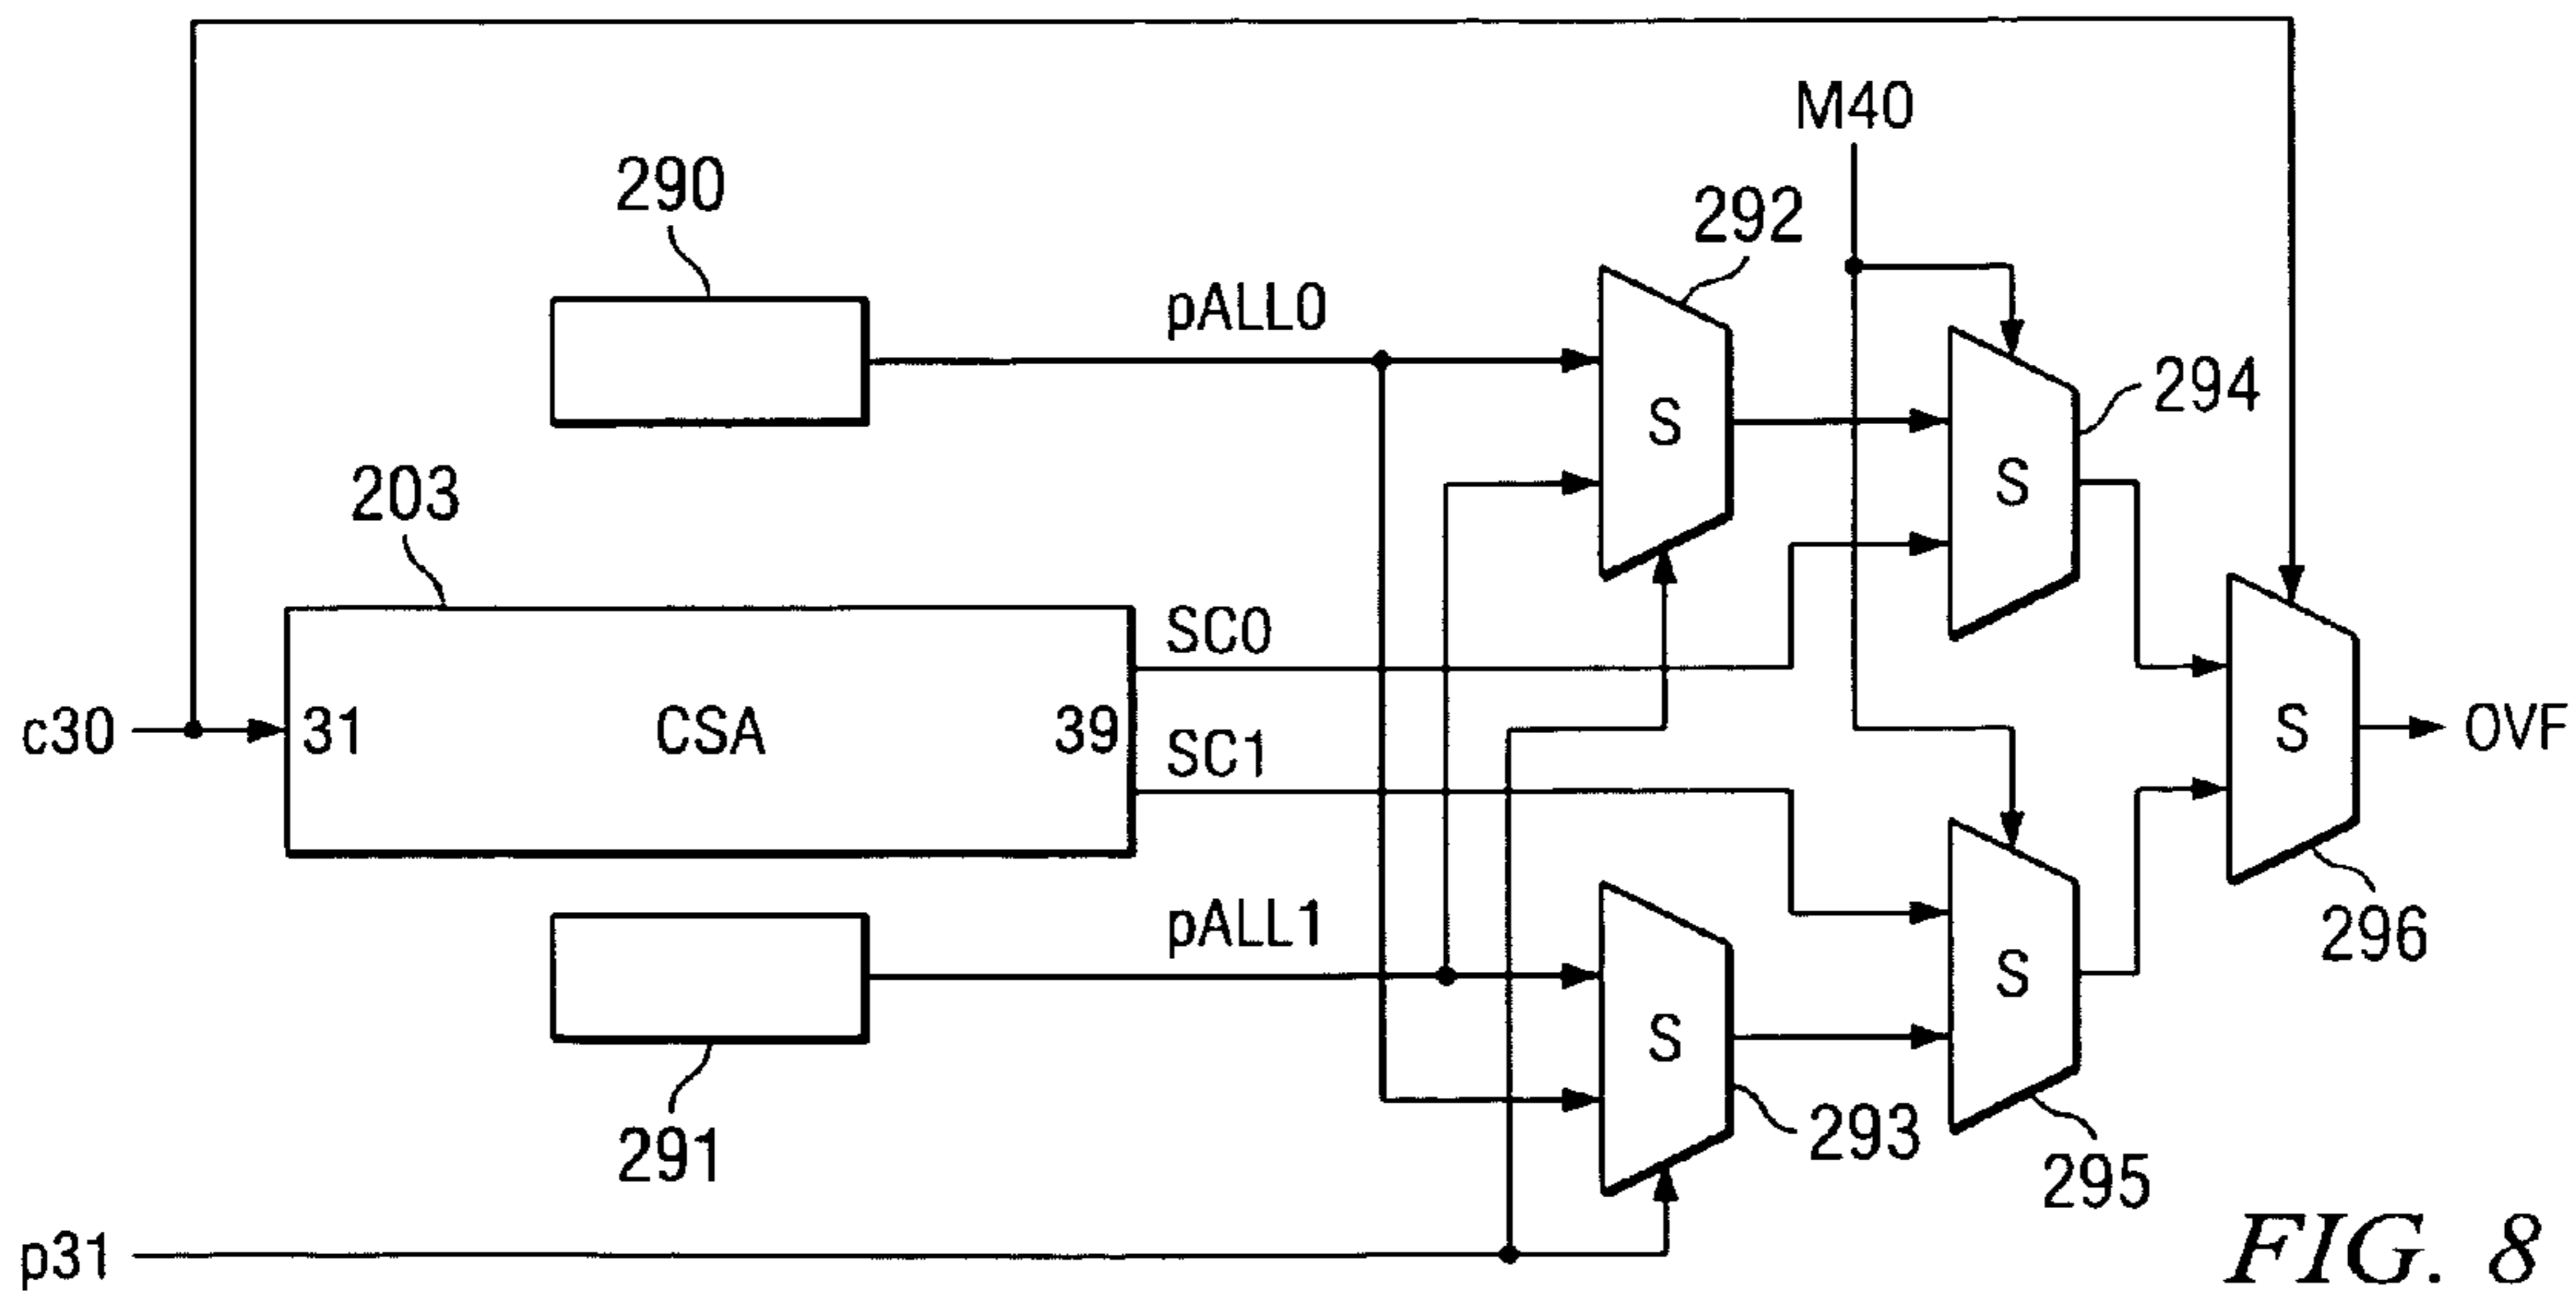 M40
290
292
pALL0
294
203
S
S
SC0
c30
31
CSA
39
SC1
S
OVF
pALL1
296
S
S
291
293
295
p31
FIG. 8